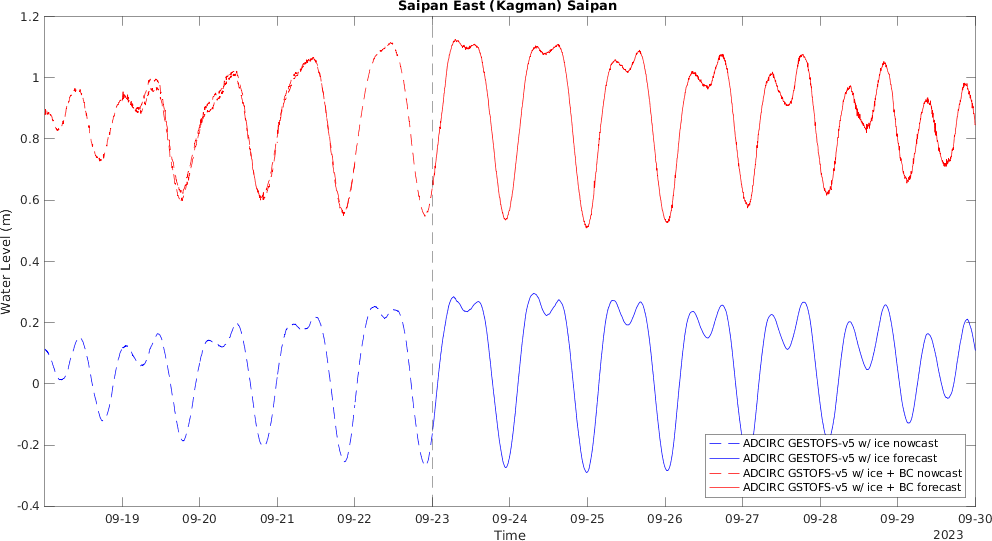 Saipan East (Kagman) Saipan
1.2
1
0.8
0.6
0.4
0.2
0
-0.2
-0.4
Water Level (m)
09-19 09-20 09-21 09-22 09-23 09-24 09-25 09-26 09-27 09-28 09-29 09-30
Time
2023
ADCIRC GESTOFS-v5 w/ ice nowcast
ADCIRC GESTOFS-v5 w/ ice forecast
ADCIRC GSTOFS-v5 w/ ice + BC nowcast
ADCIRC GSTOFS-v5 w/ ice + BC forecast